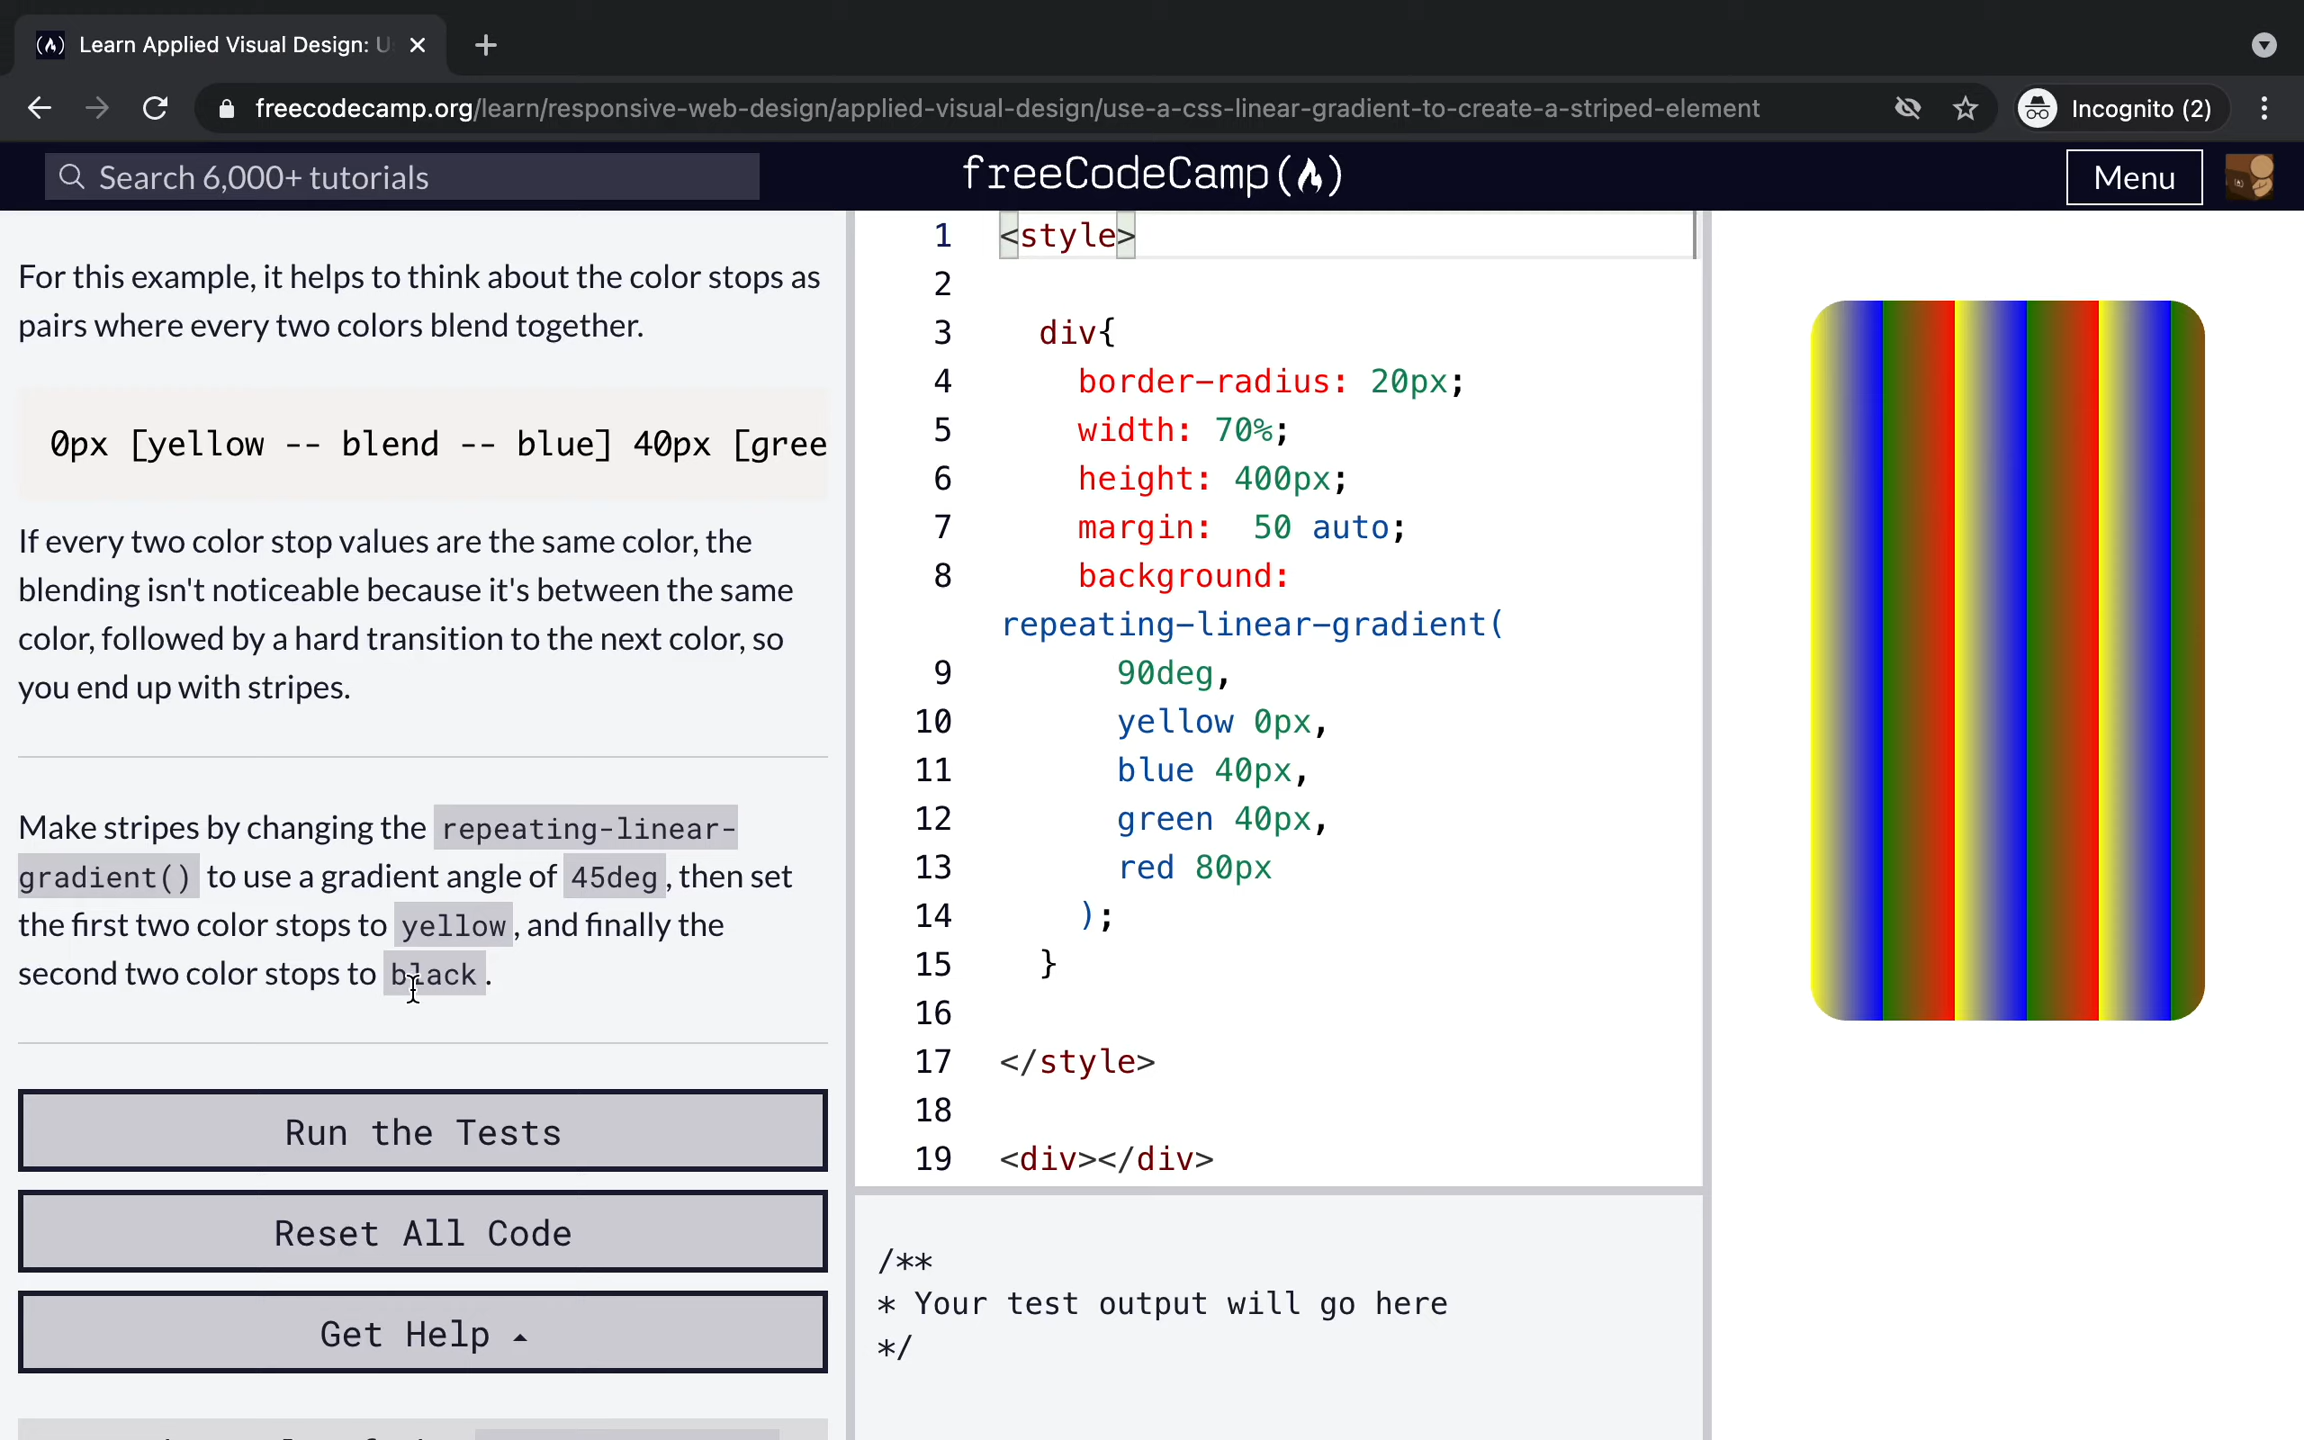 Learn Applied Visual Design: U
freecodecamp.org/learn/responsive-web-design/applied-visual-design/use-a-css-linear-gradient-to-create-a-striped-element
Incognito (2)
Search 6,000+ tutorials
freeCodeCamp(🔥)
Menu
For this example, it helps to think about the color stops as
pairs where every two colors blend together.
0px [yellow -- blend -- blue] 40px [gree
If every two color stop values are the same color, the
blending isn't noticeable because it's between the same
color, followed by a hard transition to the next color, so
you end up with stripes.
Make stripes by changing the repeating-linear-
gradient() to use a gradient angle of 45deg, then set
the first two color stops to yellow, and finally the
second two color stops to black.
Run the Tests
Reset All Code
Get Help
1 <style>
2
3 div{
4 border-radius: 20px;
5 width: 70%;
6 height: 400px;
7 margin:  50 auto;
8 background:
repeating-linear-gradient(
9 90deg,
10 yellow 0px,
11 blue 40px,
12 green 40px,
13 red 80px
14 );
15 }
16
17 </style>
18
19 <div></div>
/**
* Your test output will go here
*/